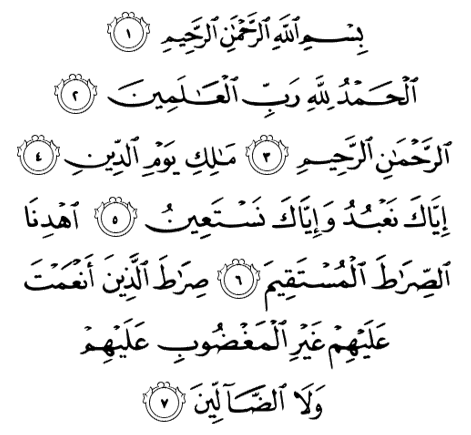 بِسْمِ ٱللَّهِ ٱلرَّحْمَٰنِ ٱلرَّحِيمِ ١
ٱلْحَمْدُ لِلَّهِ رَبِّ ٱلْعَٰلَمِينَ ٢
ٱلرَّحْمَٰنِ ٱلرَّحِيمِ ٣ مَٰلِكِ يَوْمِ ٱلدِّينِ ٤
إِيَّاكَ نَعْبُدُ وَإِيَّاكَ نَسْتَعِينُ ٥ ٱهْدِنَا
ٱلصِّرَٰطَ ٱلْمُسْتَقِيمَ ٦ صِرَٰطَ ٱلَّذِينَ أَنْعَمْتَ
عَلَيْهِمْ غَيْرِ ٱلْمَغْضُوبِ عَلَيْهِمْ
وَلَا ٱلضَّآلِّينَ ٧